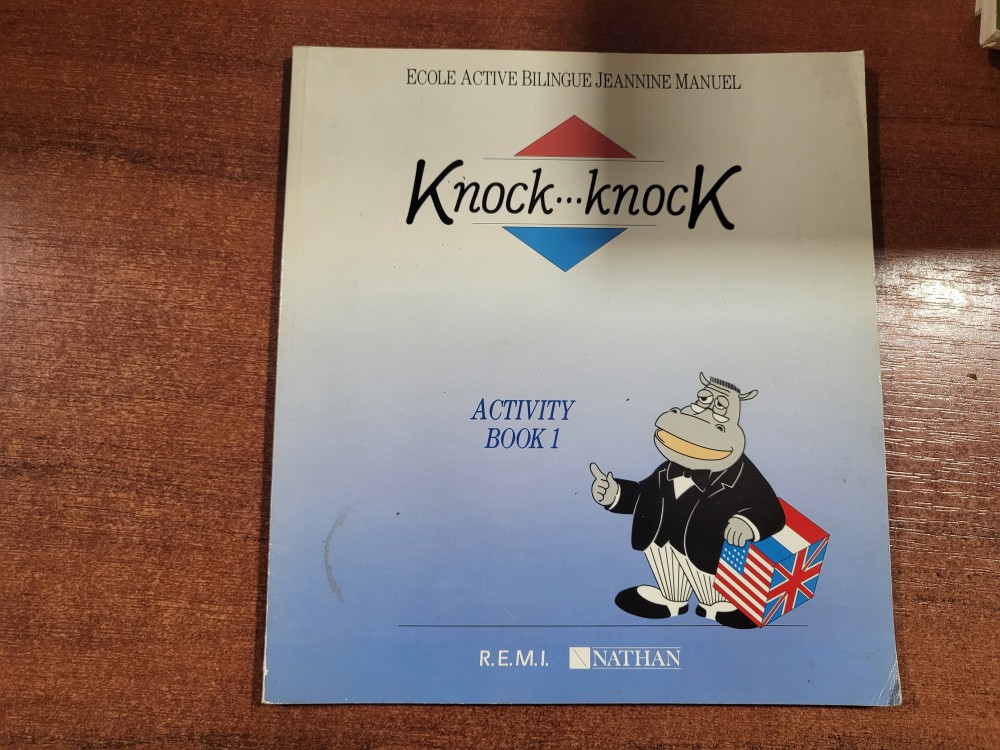 ECOLE ACTIVE BILINGUE JEANNINE MANUEL
Knock...knocK
ACTIVITY
BOOK 1
R.E.M.I. NATHAN